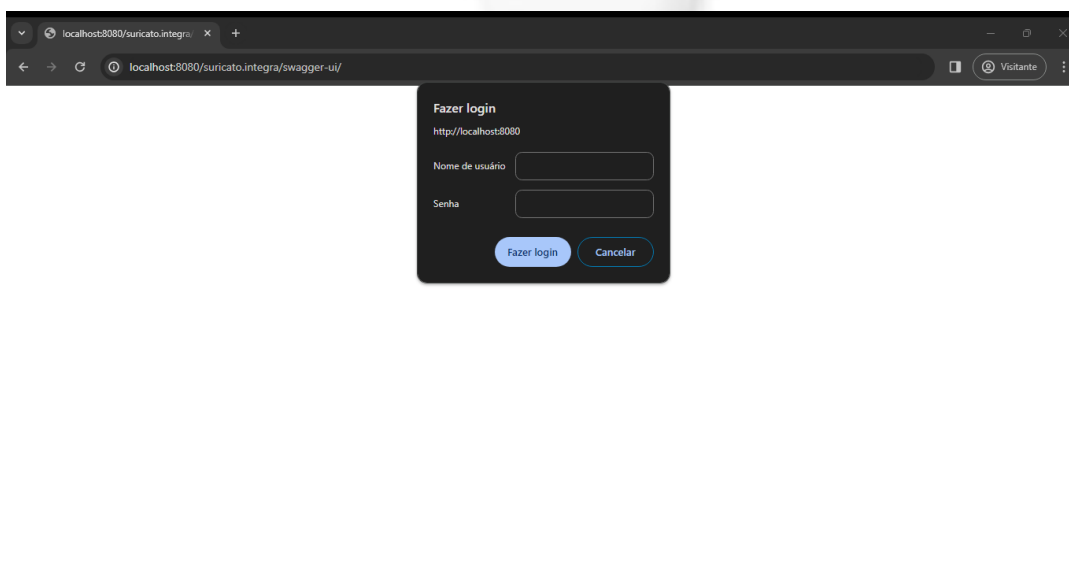 localhost:8080/suricato.integra/
localhost:8080/suricato.integra/swagger-ui/
Visitante
Fazer login
http://localhost:8080
Nome de usuário
Senha
Fazer login
Cancelar